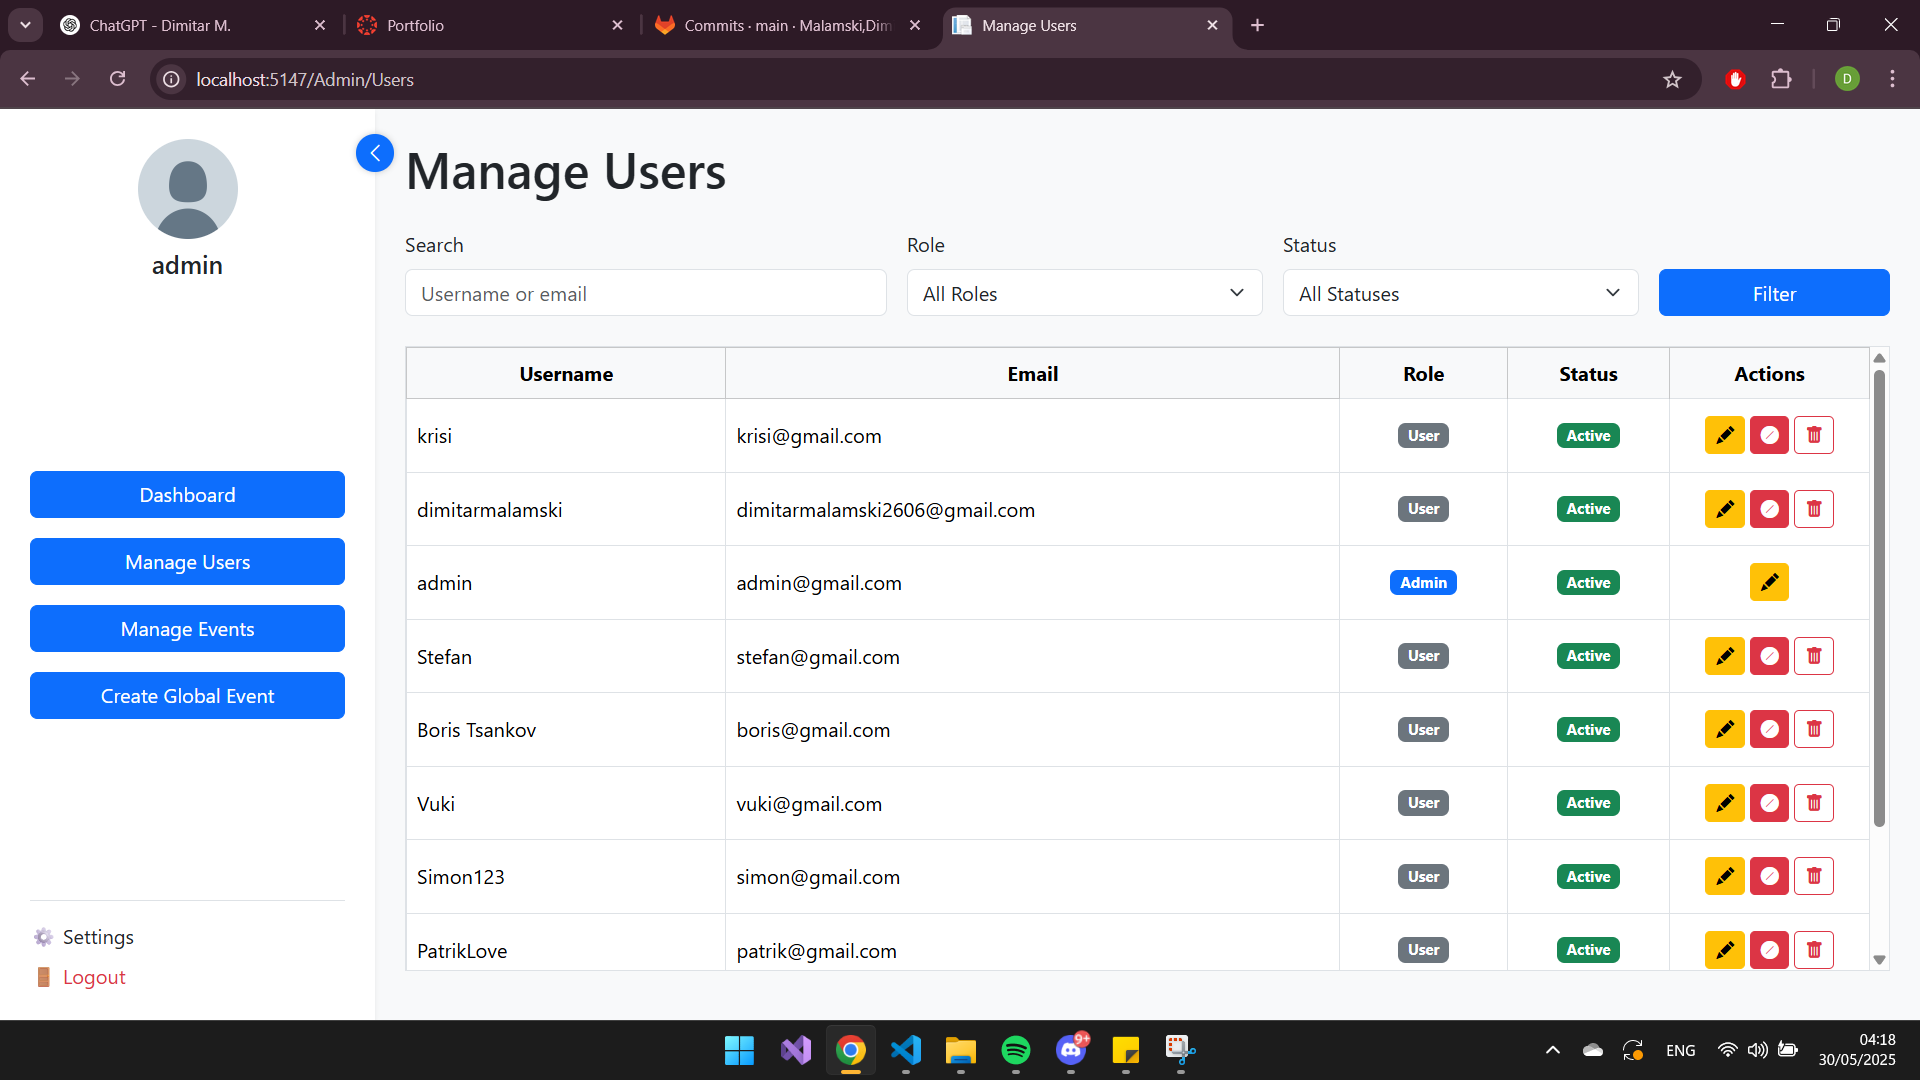 ChatGPT - Dimitar M.
Portfolio
Commits · main · Malamski,Dim
Manage Users
localhost:5147/Admin/Users
D
admin
Dashboard
Manage Users
Manage Events
Create Global Event
Settings
Logout
Manage Users
Search Role Status
Username or email All Roles All Statuses Filter
Username Email Role Status Actions
krisi krisi@gmail.com User Active
dimitarmalamski dimitarmalamski2606@gmail.com User Active
admin admin@gmail.com Admin Active
Stefan stefan@gmail.com User Active
Boris Tsankov boris@gmail.com User Active
Vuki vuki@gmail.com User Active
Simon123 simon@gmail.com User Active
PatrikLove patrik@gmail.com User Active
9+
ENG
04:18
30/05/2025